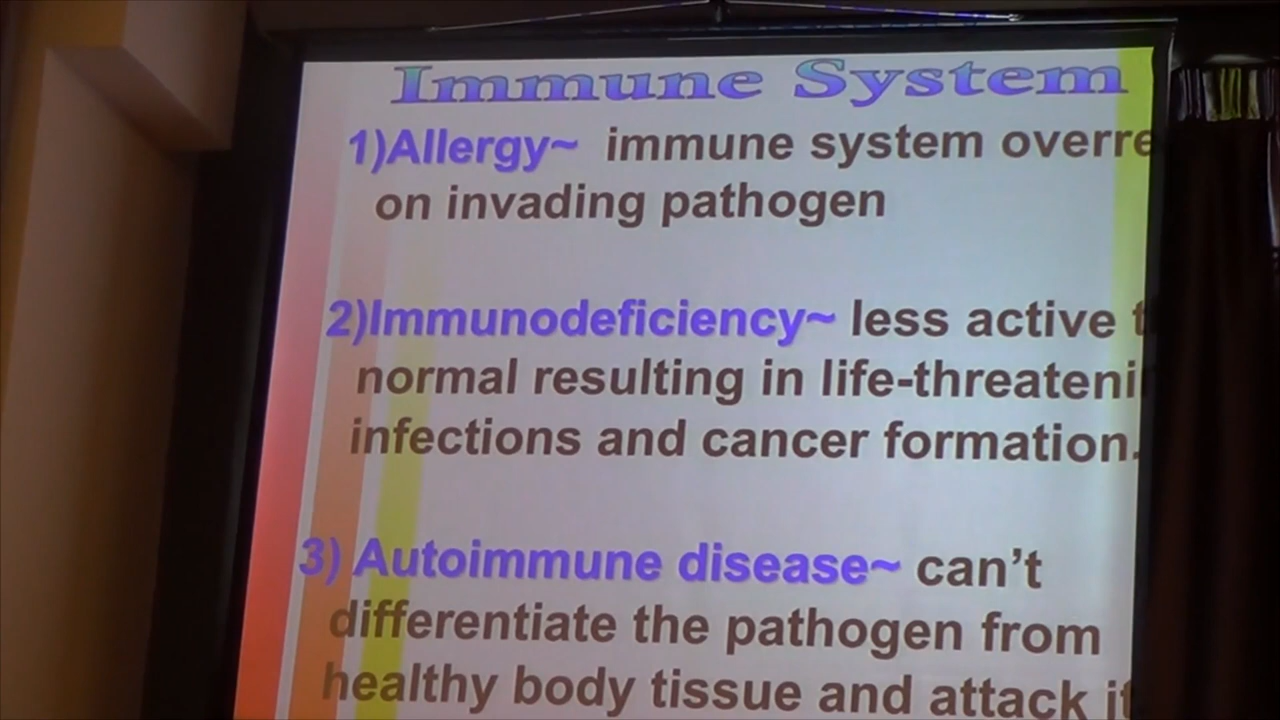 Immune System
1)Allergy~ immune system overre
on invading pathogen
2)Immunodeficiency~ less active t
normal resulting in life-threateni
infections and cancer formation.
3) Autoimmune disease~ can't
differentiate the pathogen from
healthy body tissue and attack it